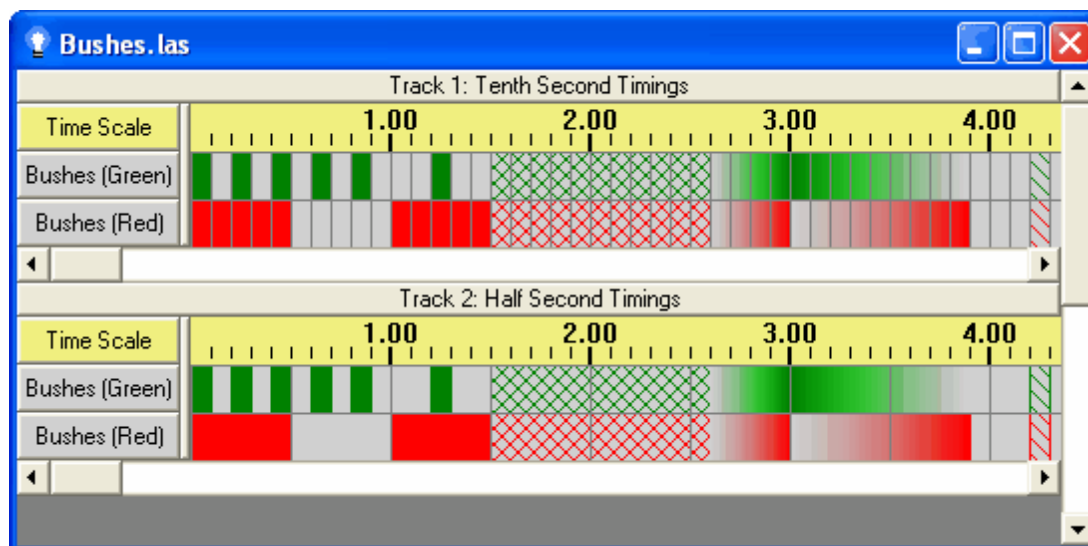 Bushes.las
Track 1: Tenth Second Timings
Time Scale 1.00 2.00 3.00 4.00
Bushes (Green)
Bushes (Red)
Track 2: Half Second Timings
Time Scale 1.00 2.00 3.00 4.00
Bushes (Green)
Bushes (Red)